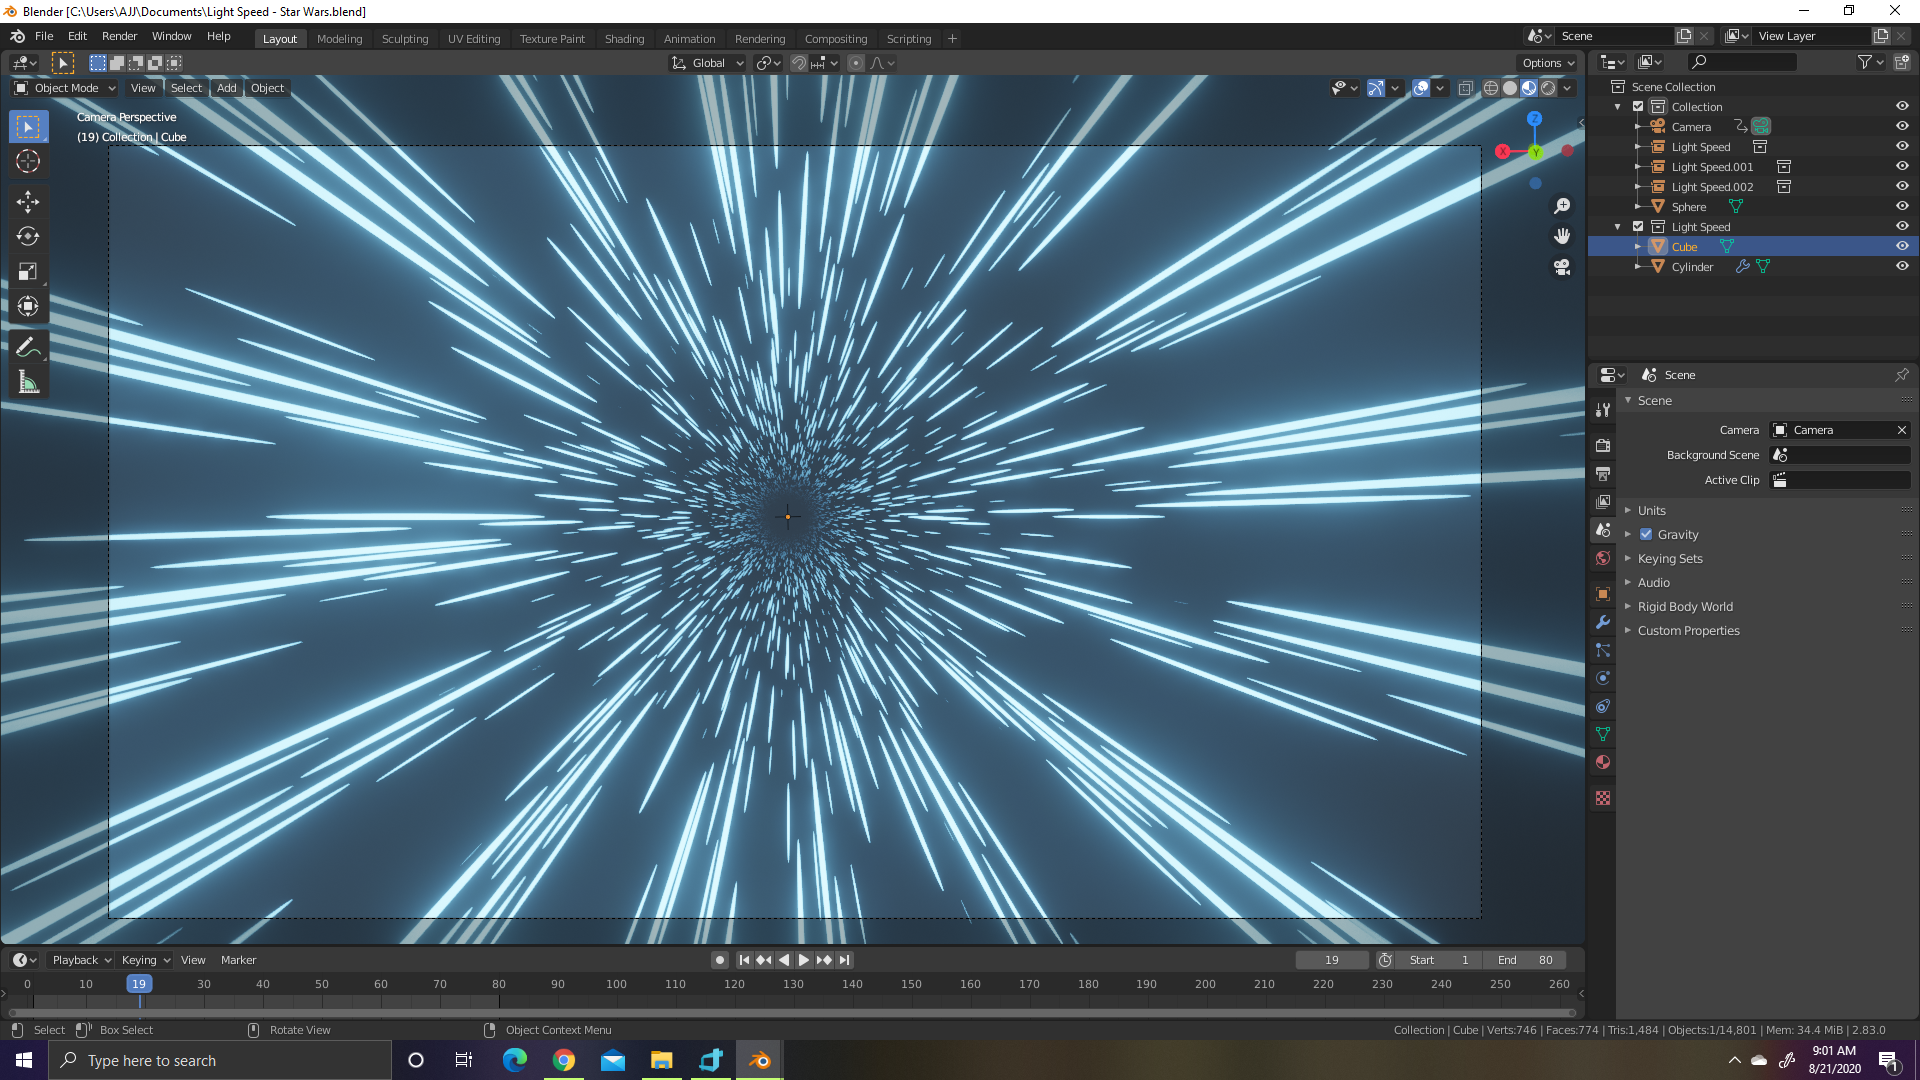 Blender [C:\Users\AJJ\Documents\Light Speed - Star Wars.blend]
File Edit Render Window Help
Layout Modeling Sculpting UV Editing Texture Paint Shading Animation Rendering Compositing Scripting +
Scene
View Layer
Global
Options
Object Mode View Select Add Object
Camera Perspective
(19) Collection | Cube
Z
X
Y
Scene Collection
Collection
Camera
Light Speed
Light Speed.001
Light Speed.002
Sphere
Light Speed
Cube
Cylinder
Scene
Scene
Camera Camera
Background Scene
Active Clip
Units
Gravity
Keying Sets
Audio
Rigid Body World
Custom Properties
Playback Keying View Marker
19 Start 1 End 80
0 10 19 30 40 50 60 70 80 90 100 110 120 130 140 150 160 170 180 190 200 210 220 230 240 250 260
Select Box Select Rotate View Object Context Menu
Collection | Cube | Verts:746 | Faces:774 | Tris:1,484 | Objects:1/14,801 | Mem: 34.4 MiB | 2.83.0
Type here to search
9:01 AM
8/21/2020
1